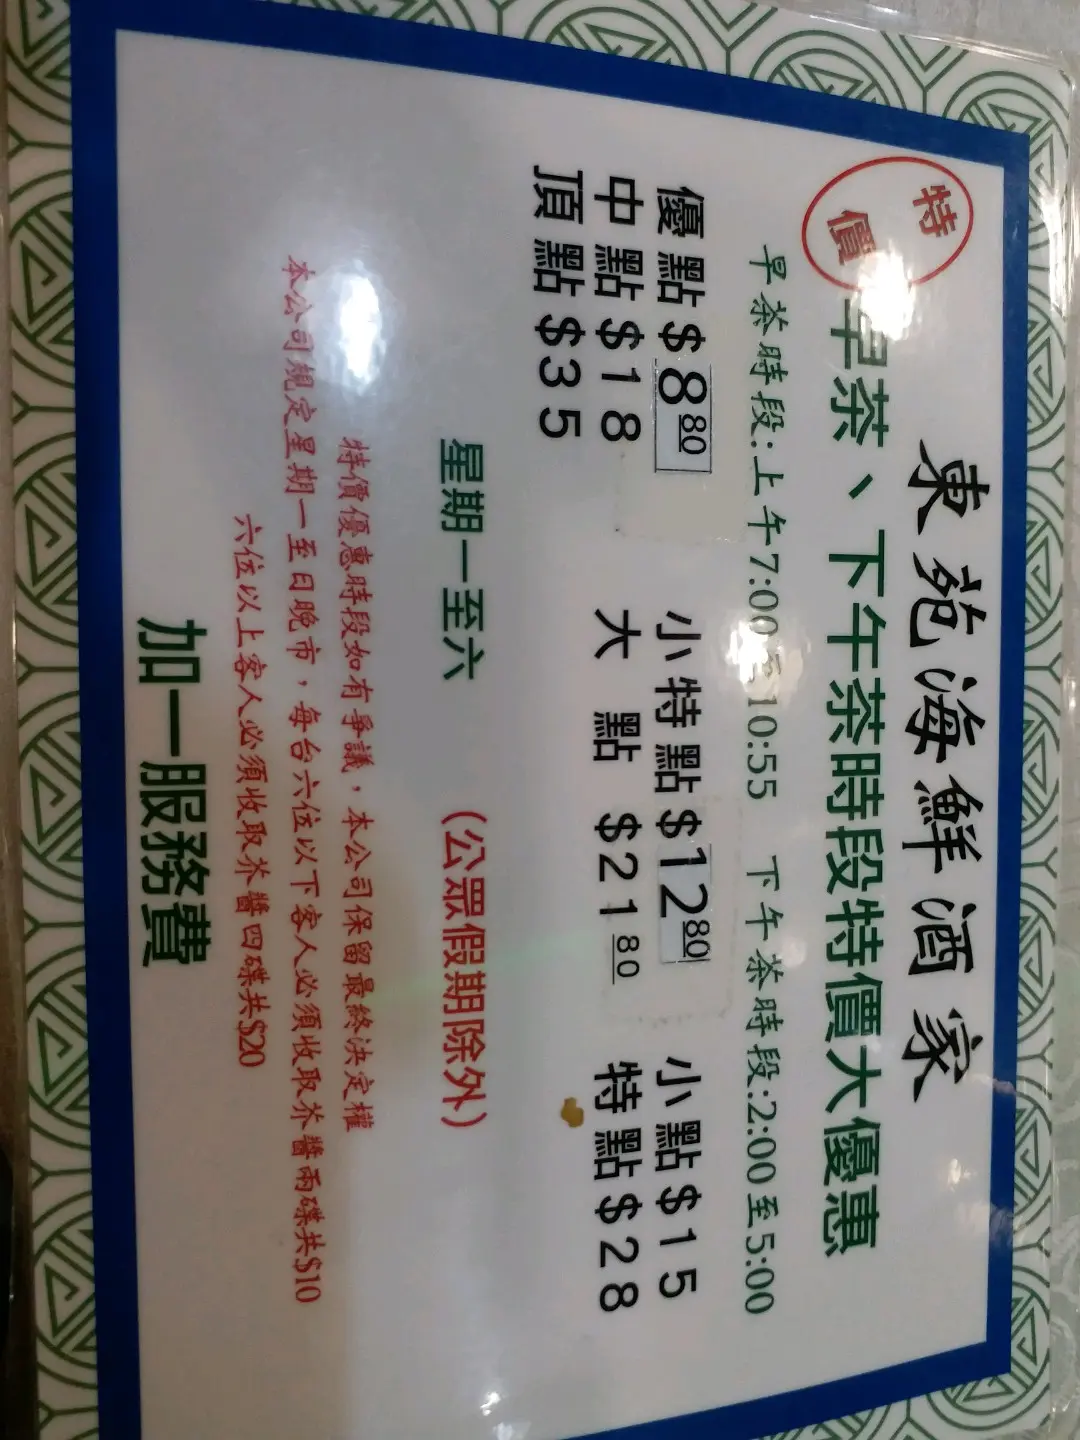 東苑海鮮酒家
特價
早茶、下午茶時段特價大優惠
早茶時段:上午7:00至10:55 下午茶時段:2:00至5:00
優點$8.80 小特點$12.80 小點$15
中點$18 大點$21.80 特點$28
頂點$35
星期一至六 (公眾假期除外)
特價優惠時段如有爭議，本公司保留最終決定權
本公司規定星期一至日晚市，每台六位以下客人必須收取茶醬兩碟共$10
六位以上客人必須收取茶醬四碟共$20
加一服務費